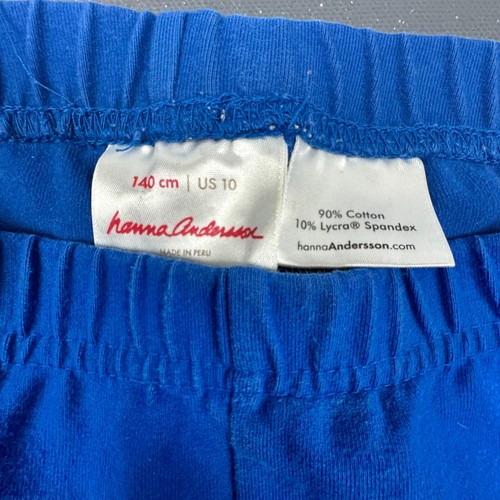 140 cm | US 10
hanna Andersson
MADE IN PERU
90% Cotton
10% Lycra® Spandex
hannaAndersson.com